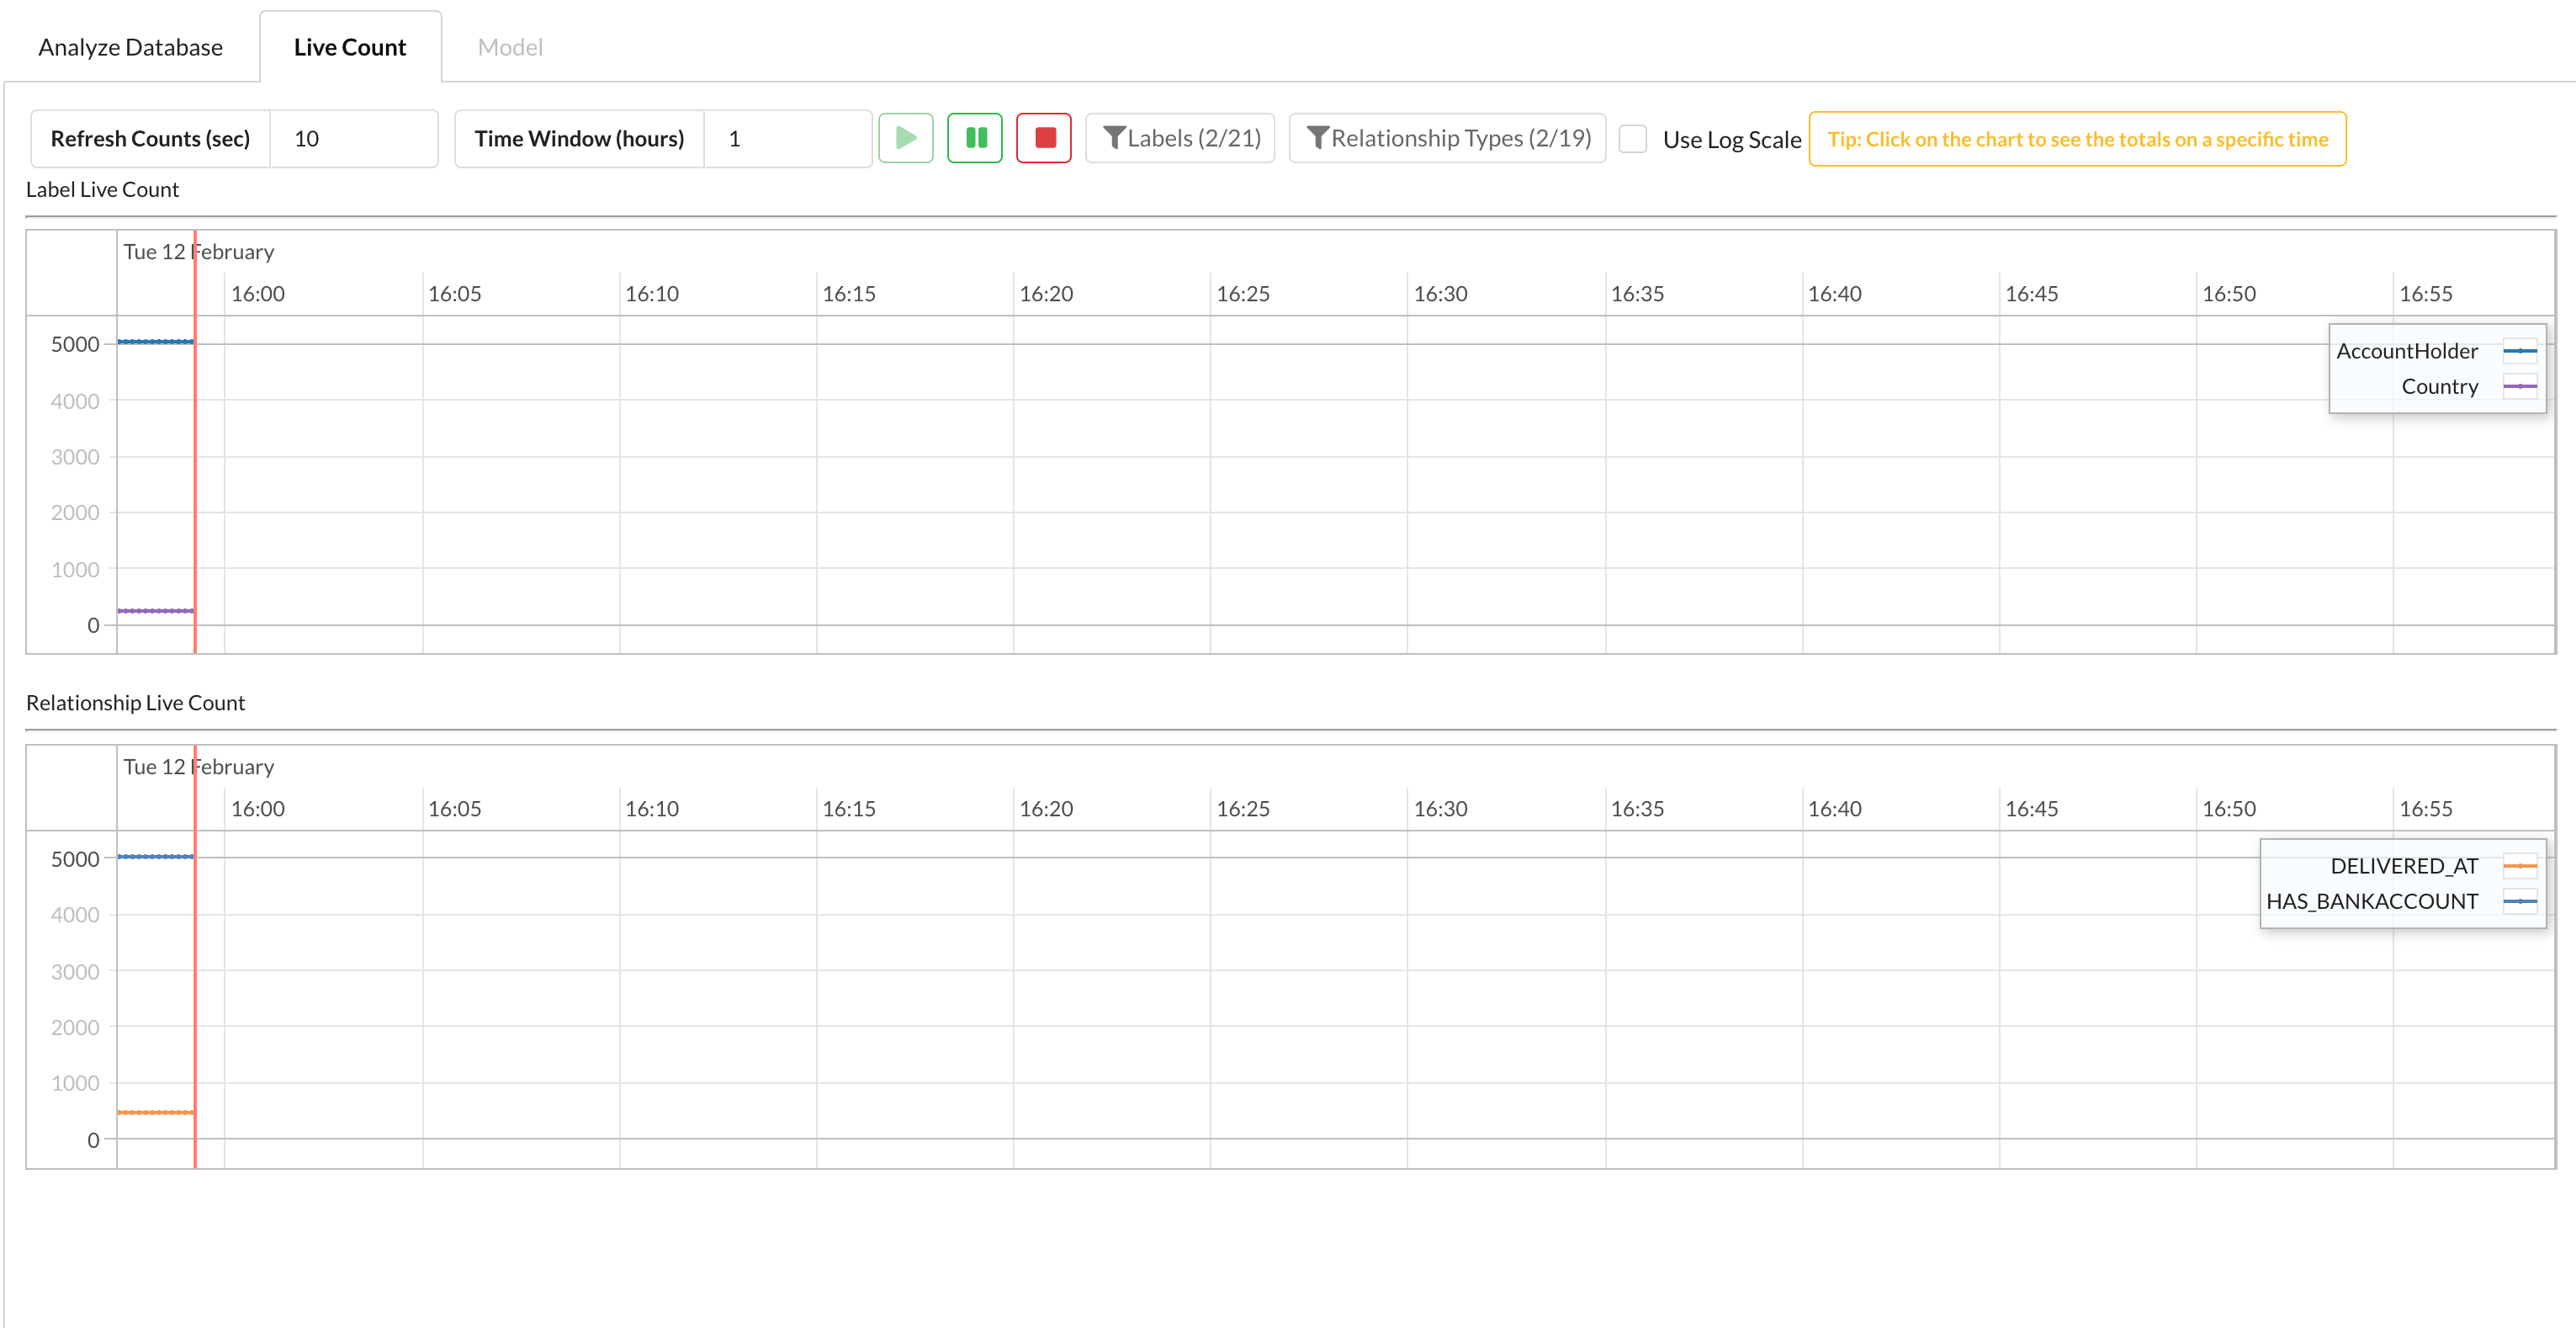 Analyze Database Live Count Model
Refresh Counts (sec) 10 Time Window (hours) 1 Labels (2/21) Relationship Types (2/19) Use Log Scale Tip: Click on the chart to see the totals on a specific time
Label Live Count
Tue 12 February
16:00 16:05 16:10 16:15 16:20 16:25 16:30 16:35 16:40 16:45 16:50 16:55
5000
AccountHolder
Country
4000
3000
2000
1000
0
Relationship Live Count
Tue 12 February
16:00 16:05 16:10 16:15 16:20 16:25 16:30 16:35 16:40 16:45 16:50 16:55
5000
DELIVERED_AT
HAS_BANKACCOUNT
4000
3000
2000
1000
0